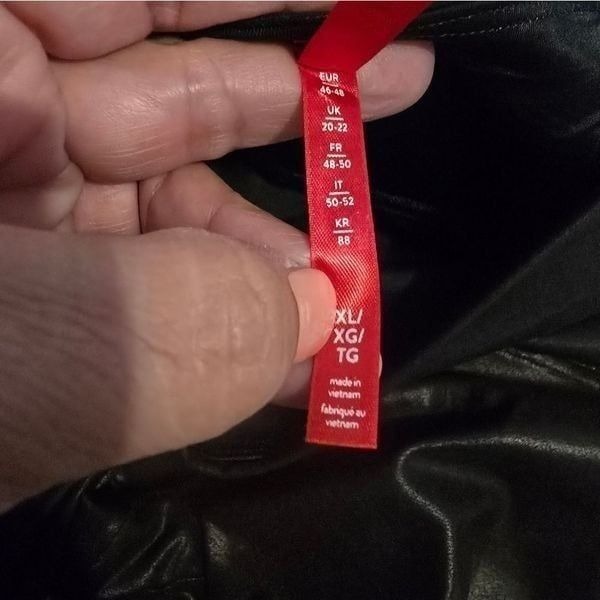 EUR
46-48
UK
20-22
FR
48-50
IT
50-52
KR
88
XL/
XG/
TG
made in
vietnam
fabriqué au
vietnam